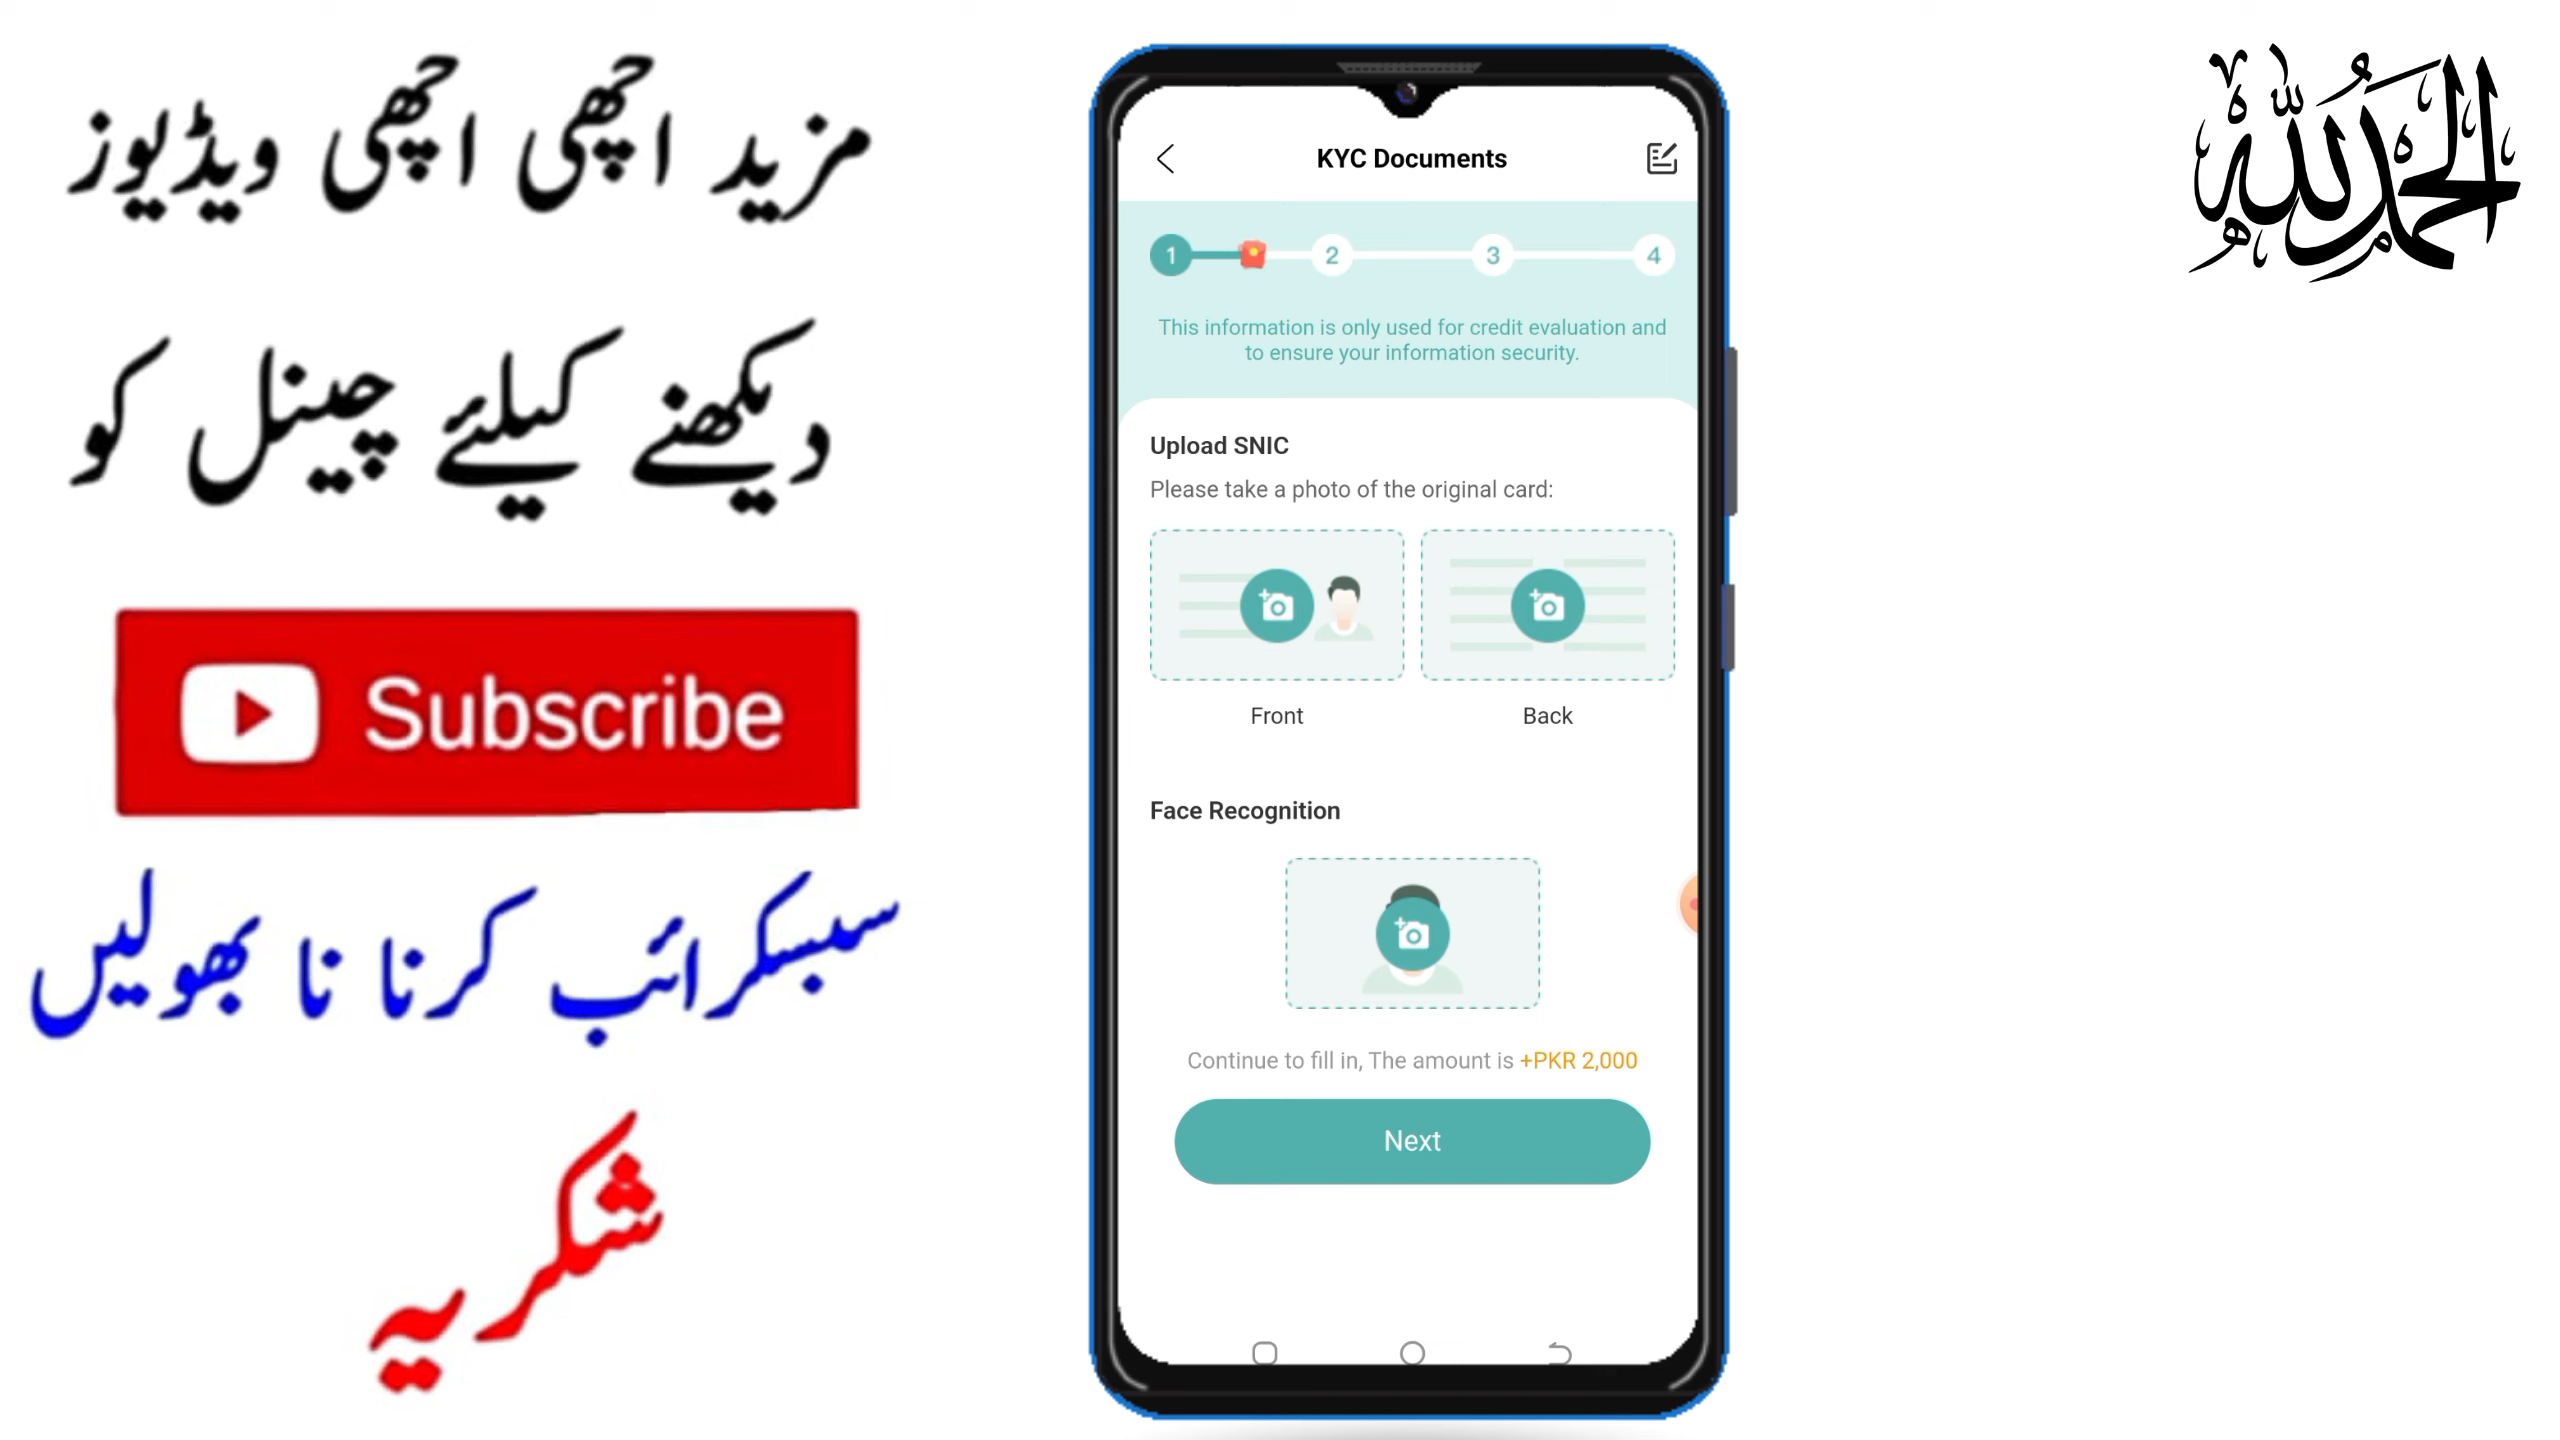 مزید اچھی اچھی ویڈیوز
دیکھنے کیلئے چینل کو
Subscribe
سبسکرائب کرنا نا بھولیں
شکریہ
KYC Documents
1 2 3 4
This information is only used for credit evaluation and
to ensure your information security.
Upload SNIC
Please take a photo of the original card:
Front Back
Face Recognition
Continue to fill in, The amount is +PKR 2,000
Next
الحمدللہ